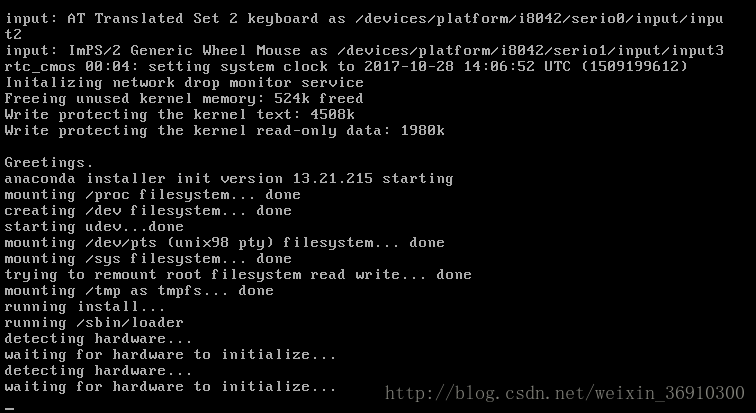 input: AT Translated Set 2 keyboard as /devices/platform/i8042/serio0/input/inpu
t2
input: ImPS/2 Generic Wheel Mouse as /devices/platform/i8042/serio1/input/input3
rtc_cmos 00:04: setting system clock to 2017-10-28 14:06:52 UTC (1509199612)
Initalizing network drop monitor service
Freeing unused kernel memory: 524k freed
Write protecting the kernel text: 4508k
Write protecting the kernel read-only data: 1980k
Greetings.
anaconda installer init version 13.21.215 starting
mounting /proc filesystem... done
creating /dev filesystem... done
starting udev...done
mounting /dev/pts (unix98 pty) filesystem... done
mounting /sys filesystem... done
trying to remount root filesystem read write... done
mounting /tmp as tmpfs... done
running install...
running /sbin/loader
detecting hardware...
waiting for hardware to initialize...
detecting hardware...
waiting for hardware to initialize...
_
http://blog.csdn.net/weixin_36910300